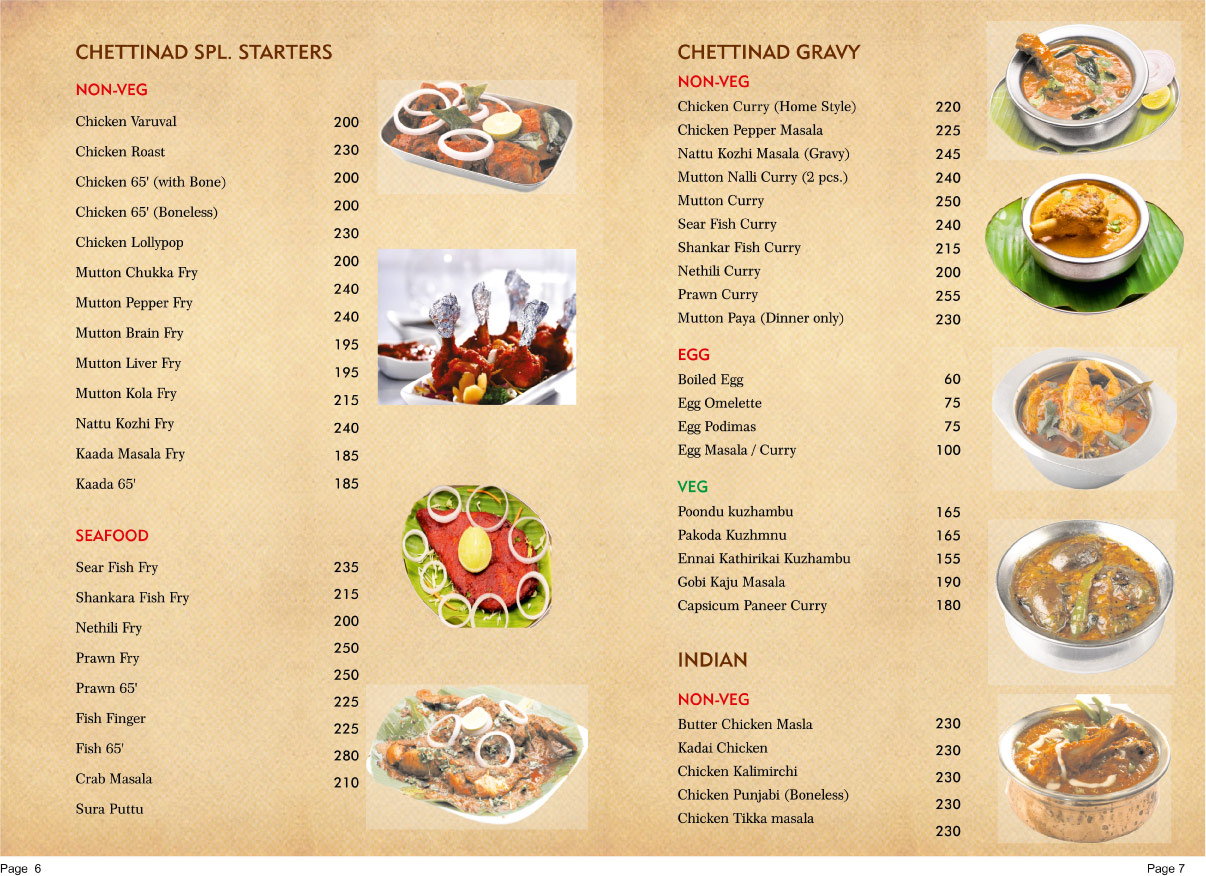 CHETTINAD SPL. STARTERS
NON-VEG
Chicken Varuval
Chicken Roast
Chicken 65' (with Bone)
Chicken 65' (Boneless)
Chicken Lollypop
Mutton Chukka Fry
Mutton Pepper Fry
Mutton Brain Fry
Mutton Liver Fry
Mutton Kola Fry
Nattu Kozhi Fry
Kaada Masala Fry
Kaada 65'
200
230
200
200
230
200
240
240
195
195
215
240
185
185
SEAFOOD
Sear Fish Fry 235
Shankara Fish Fry 215
Nethili Fry 200
Prawn Fry 250
Prawn 65' 250
Fish Finger 225
Fish 65' 225
Crab Masala 280
Sura Puttu 210
Page 6
CHETTINAD GRAVY
NON-VEG
Chicken Curry (Home Style) 220
Chicken Pepper Masala 225
Nattu Kozhi Masala (Gravy) 245
Mutton Nalli Curry (2 pcs.) 240
Mutton Curry 250
Sear Fish Curry 240
Shankar Fish Curry 215
Nethili Curry 200
Prawn Curry 255
Mutton Paya (Dinner only) 230
EGG
Boiled Egg 60
Egg Omelette 75
Egg Podimas 75
Egg Masala / Curry 100
VEG
Poondu kuzhambu 165
Pakoda Kuzhmnu 165
Ennai Kathirikai Kuzhambu 155
Gobi Kaju Masala 190
Capsicum Paneer Curry 180
INDIAN
NON-VEG
Butter Chicken Masla 230
Kadai Chicken 230
Chicken Kalimirchi 230
Chicken Punjabi (Boneless) 230
Chicken Tikka masala 230
Page 7